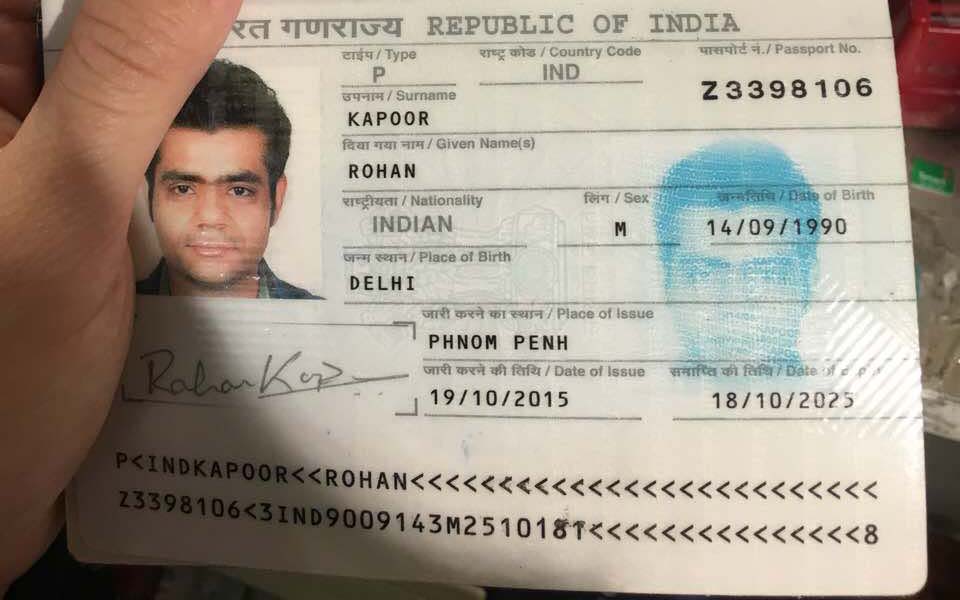 रत गणराज्य REPUBLIC OF INDIA
टाईप / Type राष्ट्र कोड / Country Code पासपोर्ट नं. / Passport No.
P IND Z3398106
उपनाम / Surname
KAPOOR
दिया गया नाम / Given Name(s)
ROHAN
राष्ट्रीयता / Nationality लिंग / Sex जन्मतिथि / Date of Birth
INDIAN M 14/09/1990
जन्म स्थान / Place of Birth
DELHI
जारी करने का स्थान / Place of Issue
PHNOM PENH
जारी करने की तिथि / Date of Issue समाप्ति की तिथि / Date of
19/10/2015 18/10/2025
Rohan
P<INDKAPOOR<<ROHAN<<<<<<<<<<<<<<<<<<<<<<<<<<
Z3398106<3IND9009143M2510181<<<<<<<<<<<<<<<8